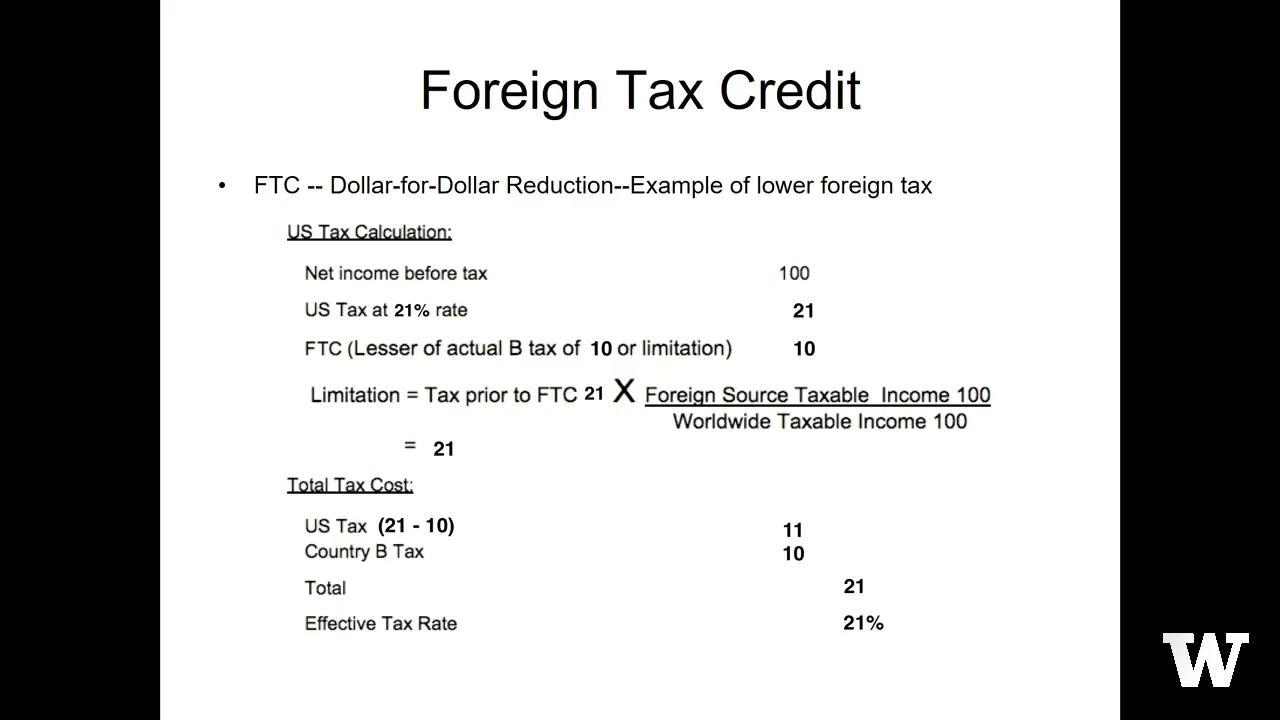 Foreign Tax Credit
• FTC -- Dollar-for-Dollar Reduction--Example of lower foreign tax
US Tax Calculation:
Net income before tax 100
US Tax at 21% rate 21
FTC (Lesser of actual B tax of 10 or limitation) 10
Limitation = Tax prior to FTC 21 X Foreign Source Taxable Income 100
Worldwide Taxable Income 100
= 21
Total Tax Cost:
US Tax (21 - 10) 11
Country B Tax 10
Total 21
Effective Tax Rate 21%
W